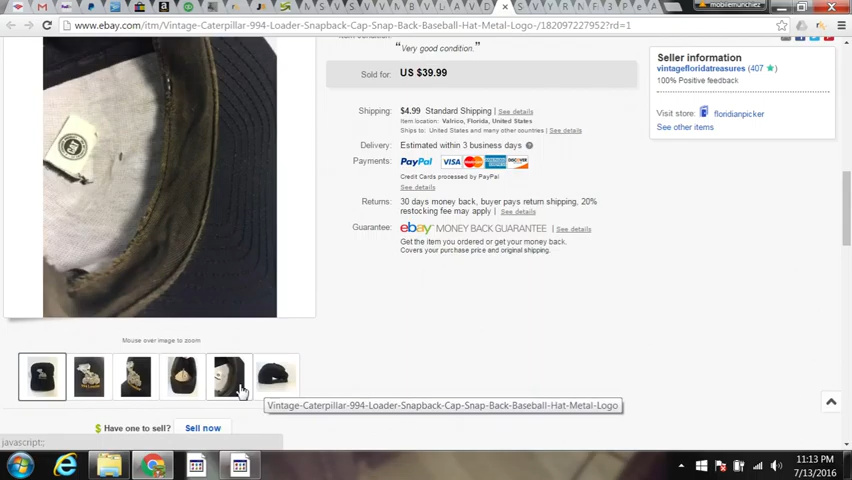 mobilemunchiez
www.ebay.com/itm/Vintage-Caterpillar-994-Loader-Snapback-Cap-Snap-Back-Baseball-Hat-Metal-Logo-/182097227952?rd=1
"Very good condition."
Sold for: US $39.99
Shipping: $4.99 Standard Shipping | See details
Item location: Valrico, Florida, United States
Ships to: United States and many other countries | See details
Delivery: Estimated within 3 business days
Payments: PayPal VISA
Credit Cards processed by PayPal
See details
Returns: 30 days money back, buyer pays return shipping, 20%
restocking fee may apply | See details
Guarantee: ebay MONEY BACK GUARANTEE | See details
Get the item you ordered or get your money back.
Covers your purchase price and original shipping.
Seller information
vintagefloridatreasures (407 ★)
100% Positive feedback
Visit store: floridianpicker
See other items
Mouse over image to zoom
Vintage-Caterpillar-994-Loader-Snapback-Cap-Snap-Back-Baseball-Hat-Metal-Logo
$ Have one to sell? Sell now
javascript:;
11:13 PM
7/13/2016